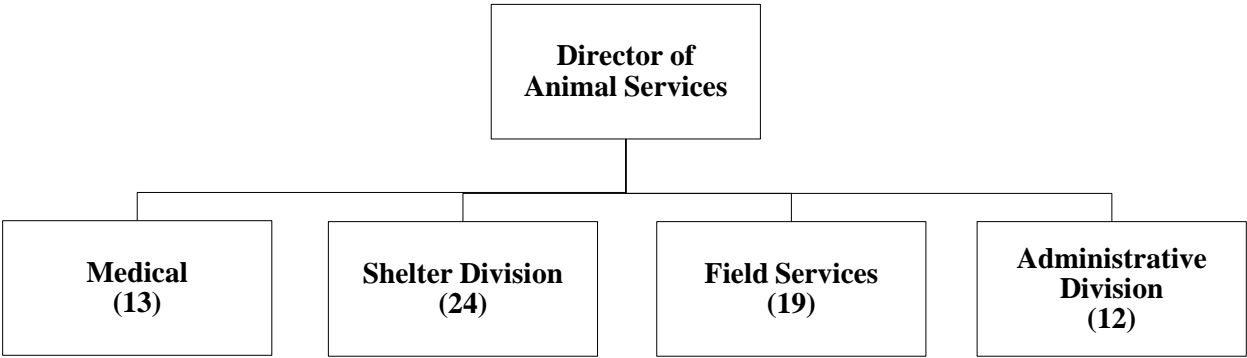 Director of
Animal Services
Medical
(13)
Shelter Division
(24)
Field Services
(19)
Administrative
Division
(12)